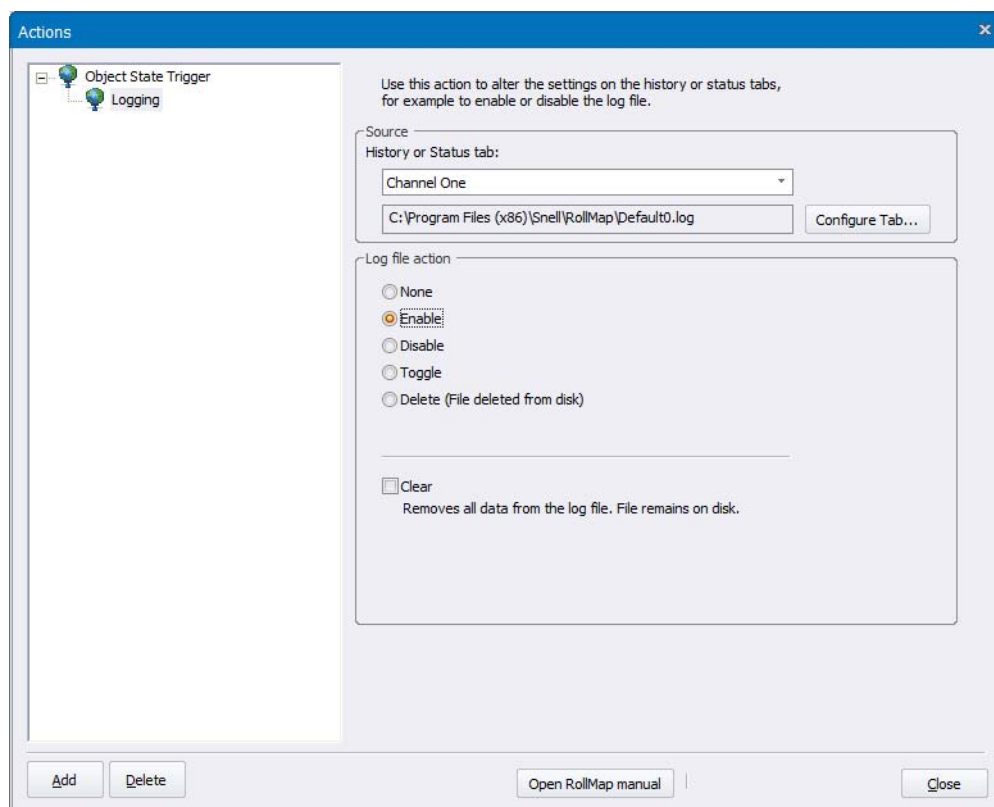 Actions
Object State Trigger
Logging
Use this action to alter the settings on the history or status tabs,
for example to enable or disable the log file.
Source
History or Status tab:
Channel One
C:\Program Files (x86)\Snell\RollMap\Default0.log
Configure Tab...
Log file action
None
Enable
Disable
Toggle
Delete (File deleted from disk)
Clear
Removes all data from the log file. File remains on disk.
Add
Delete
Open RollMap manual
Close